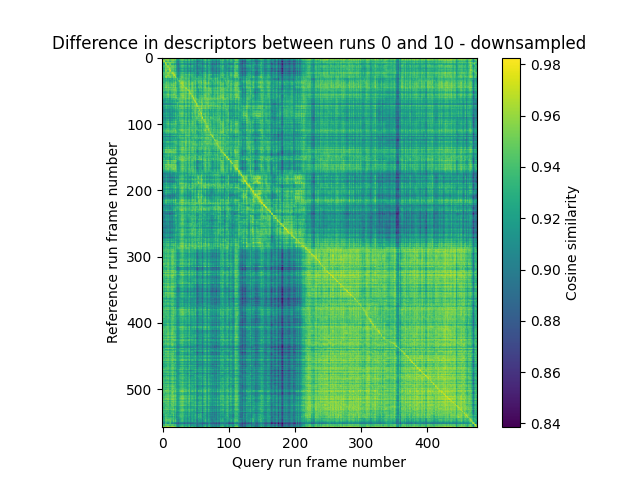 Difference in descriptors between runs 0 and 10 - downsampled
0
100
200
300
400
500
Reference run frame number
0 100 200 300 400
Query run frame number
0.98
0.96
0.94
0.92
0.90
0.88
0.86
0.84
Cosine similarity